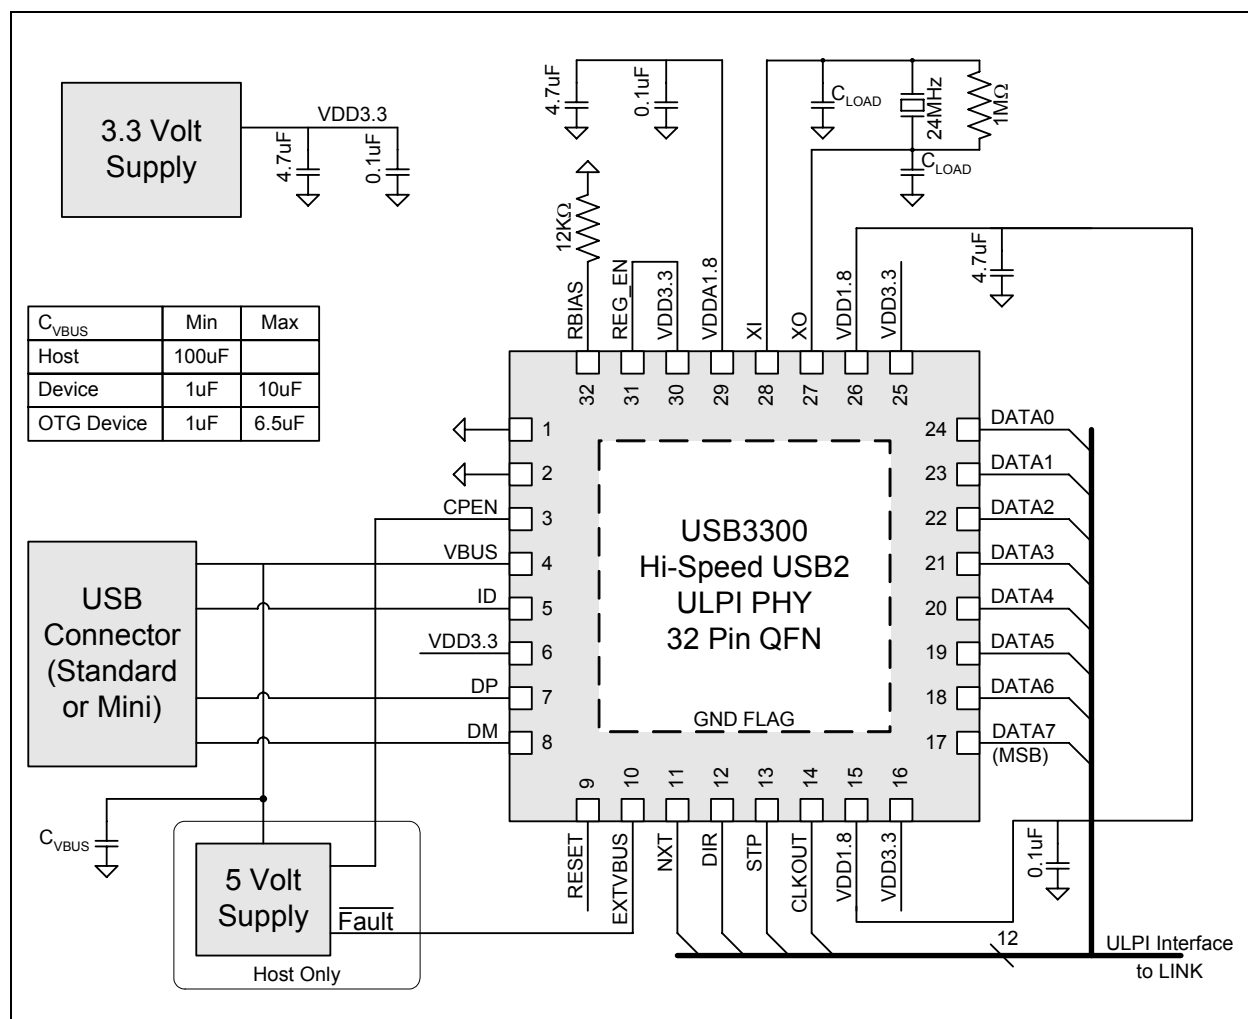 3.3 Volt
Supply
VDD3.3
4.7uF
0.1uF
4.7uF
0.1uF
C_LOAD
24MHz
1MΩ
C_LOAD
12KΩ
4.7uF
RBIAS
REG_EN
VDD3.3
VDDA1.8
XI
XO
VDD1.8
VDD3.3
32
31
30
29
28
27
26
25
C_VBUS Min Max
Host 100uF
Device 1uF 10uF
OTG Device 1uF 6.5uF
1
2
CPEN 3
VBUS 4
ID 5
VDD3.3 6
DP 7
DM 8
USB
Connector
(Standard
or Mini)
USB3300
Hi-Speed USB2
ULPI PHY
32 Pin QFN
GND FLAG
24 DATA0
23 DATA1
22 DATA2
21 DATA3
20 DATA4
19 DATA5
18 DATA6
17 DATA7
(MSB)
9
10
11
12
13
14
15
16
RESET
EXTVBUS
NXT
DIR
STP
CLKOUT
VDD1.8
VDD3.3
0.1uF
C_VBUS
5 Volt
Supply
Fault
Host Only
12
ULPI Interface
to LINK